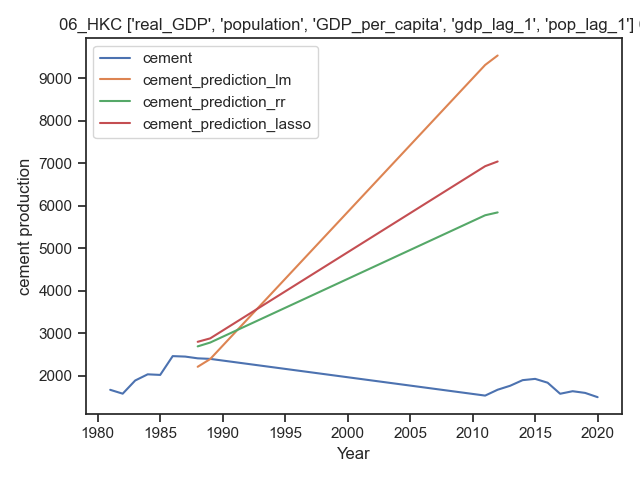 06_HKC ['real_GDP', 'population', 'GDP_per_capita', 'gdp_lag_1', 'pop_lag_1']
cement
cement_prediction_lm
cement_prediction_rr
cement_prediction_lasso
cement production
9000
8000
7000
6000
5000
4000
3000
2000
1980 1985 1990 1995 2000 2005 2010 2015 2020
Year